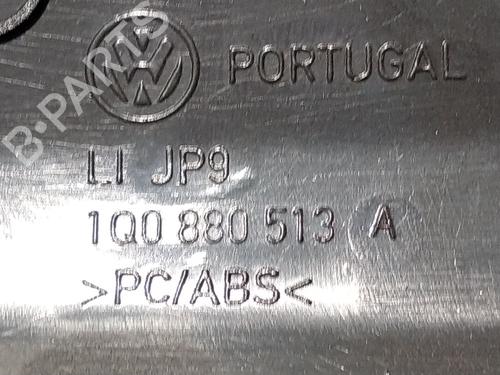 PORTUGAL
B-PARTS
LI JP9
1Q0 880 513 A
>PC/ABS<